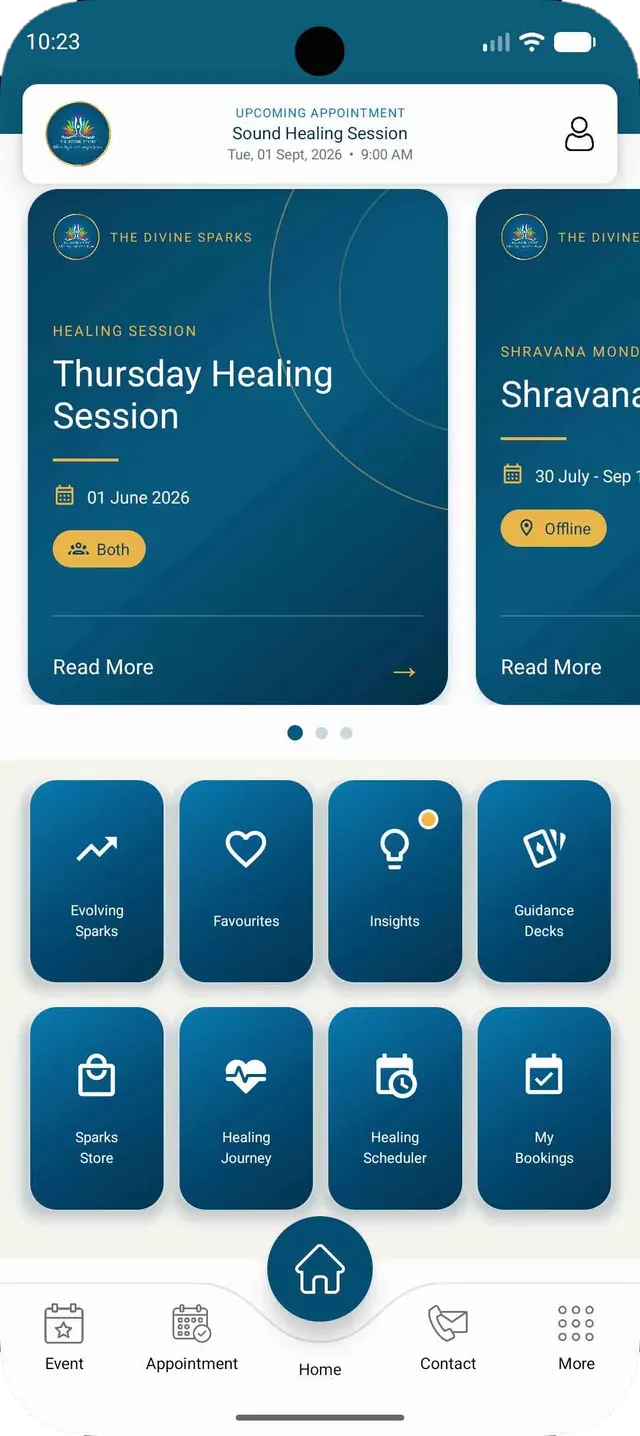 10:23
UPCOMING APPOINTMENT
Sound Healing Session
Tue, 01 Sept, 2026 • 9:00 AM
THE DIVINE SPARKS
HEALING SESSION
Thursday Healing
Session
01 June 2026
Both
Read More
→
THE DIVINE
SHRAVANA MOND
Shravana
30 July - Sep 1
Offline
Read More
Evolving
Sparks
Favourites
Insights
Guidance
Decks
Sparks
Store
Healing
Journey
Healing
Scheduler
My
Bookings
Event
Appointment
Home
Contact
More